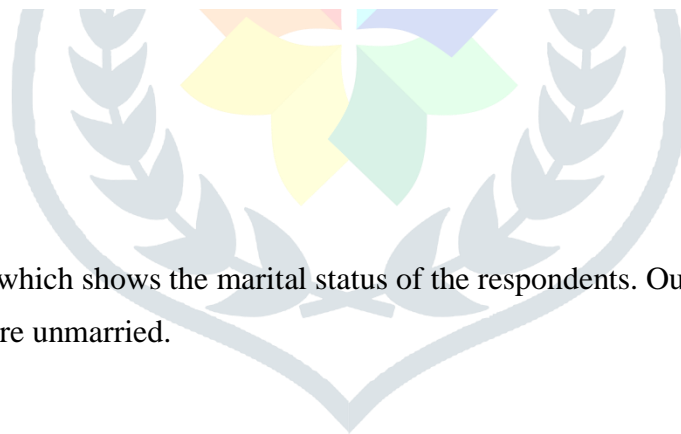 which shows the marital status of the respondents. Ou
re unmarried.